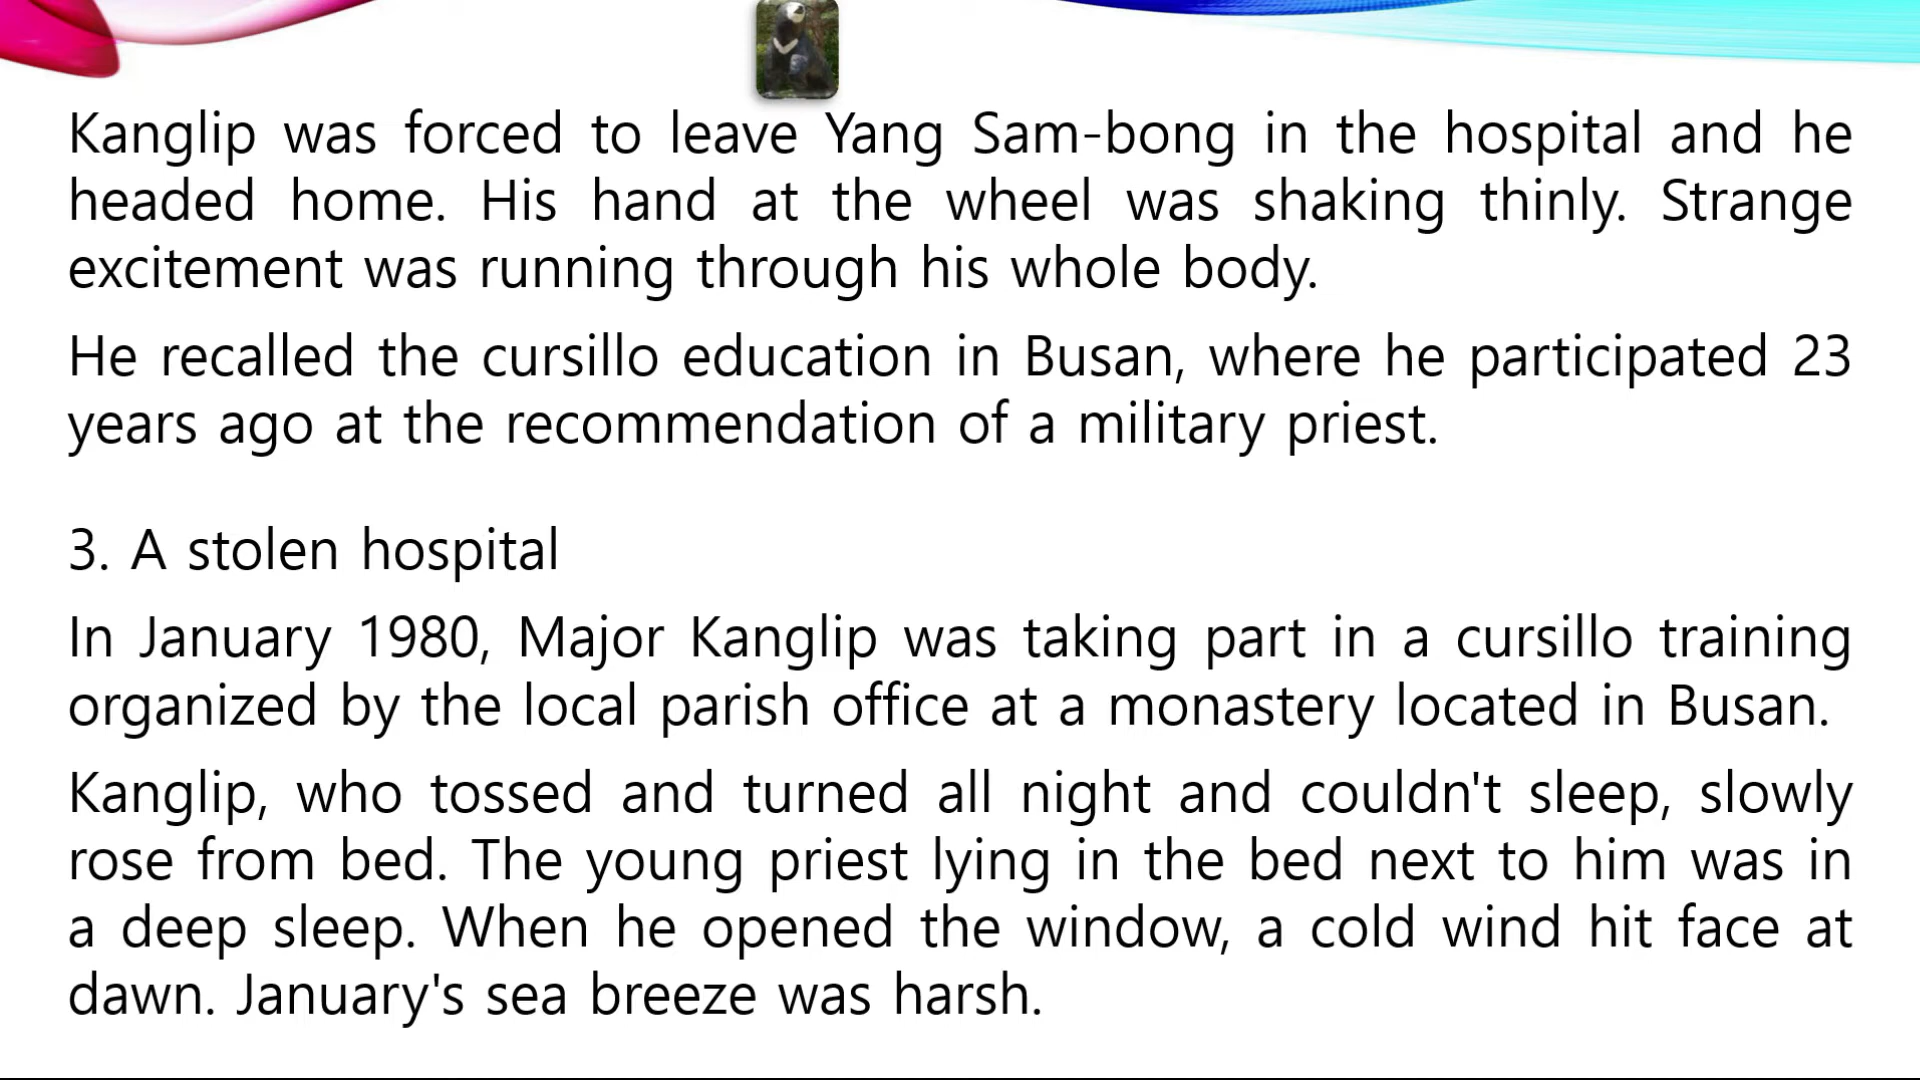 Kanglip was forced to leave Yang Sam-bong in the hospital and he
headed home. His hand at the wheel was shaking thinly. Strange
excitement was running through his whole body.
He recalled the cursillo education in Busan, where he participated 23
years ago at the recommendation of a military priest.
3. A stolen hospital
In January 1980, Major Kanglip was taking part in a cursillo training
organized by the local parish office at a monastery located in Busan.
Kanglip, who tossed and turned all night and couldn't sleep, slowly
rose from bed. The young priest lying in the bed next to him was in
a deep sleep. When he opened the window, a cold wind hit face at
dawn. January's sea breeze was harsh.